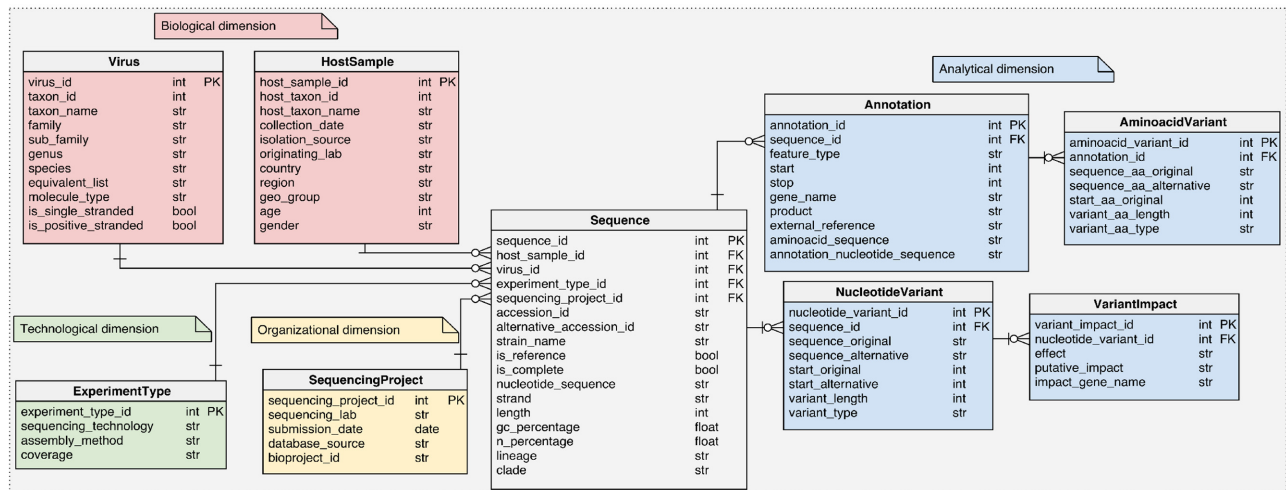 Biological dimension
Virus
virus_id int PK
taxon_id int
taxon_name str
family str
sub_family str
genus str
species str
equivalent_list str
molecule_type str
is_single_stranded bool
is_positive_stranded bool
HostSample
host_sample_id int PK
host_taxon_id int
host_taxon_name str
collection_date str
isolation_source str
originating_lab str
country str
region str
geo_group str
age int
gender str
Analytical dimension
Annotation
annotation_id int PK
sequence_id int FK
feature_type str
start int
stop int
gene_name str
product str
external_reference str
aminoacid_sequence str
annotation_nucleotide_sequence str
AminoacidVariant
aminoacid_variant_id int PK
annotation_id int FK
sequence_aa_original str
sequence_aa_alternative str
start_aa_original int
variant_aa_length int
variant_aa_type str
Sequence
sequence_id int PK
host_sample_id int FK
virus_id int FK
experiment_type_id int FK
sequencing_project_id int FK
accession_id str
alternative_accession_id str
strain_name str
is_reference bool
is_complete bool
nucleotide_sequence str
strand str
length int
gc_percentage float
n_percentage float
lineage str
clade str
NucleotideVariant
nucleotide_variant_id int PK
sequence_id int FK
sequence_original str
sequence_alternative str
start_original int
start_alternative int
variant_length int
variant_type str
VariantImpact
variant_impact_id int PK
nucleotide_variant_id int FK
effect str
putative_impact str
impact_gene_name str
Technological dimension
ExperimentType
experiment_type_id int PK
sequencing_technology str
assembly_method str
coverage str
Organizational dimension
SequencingProject
sequencing_project_id int PK
sequencing_lab str
submission_date date
database_source str
bioproject_id str